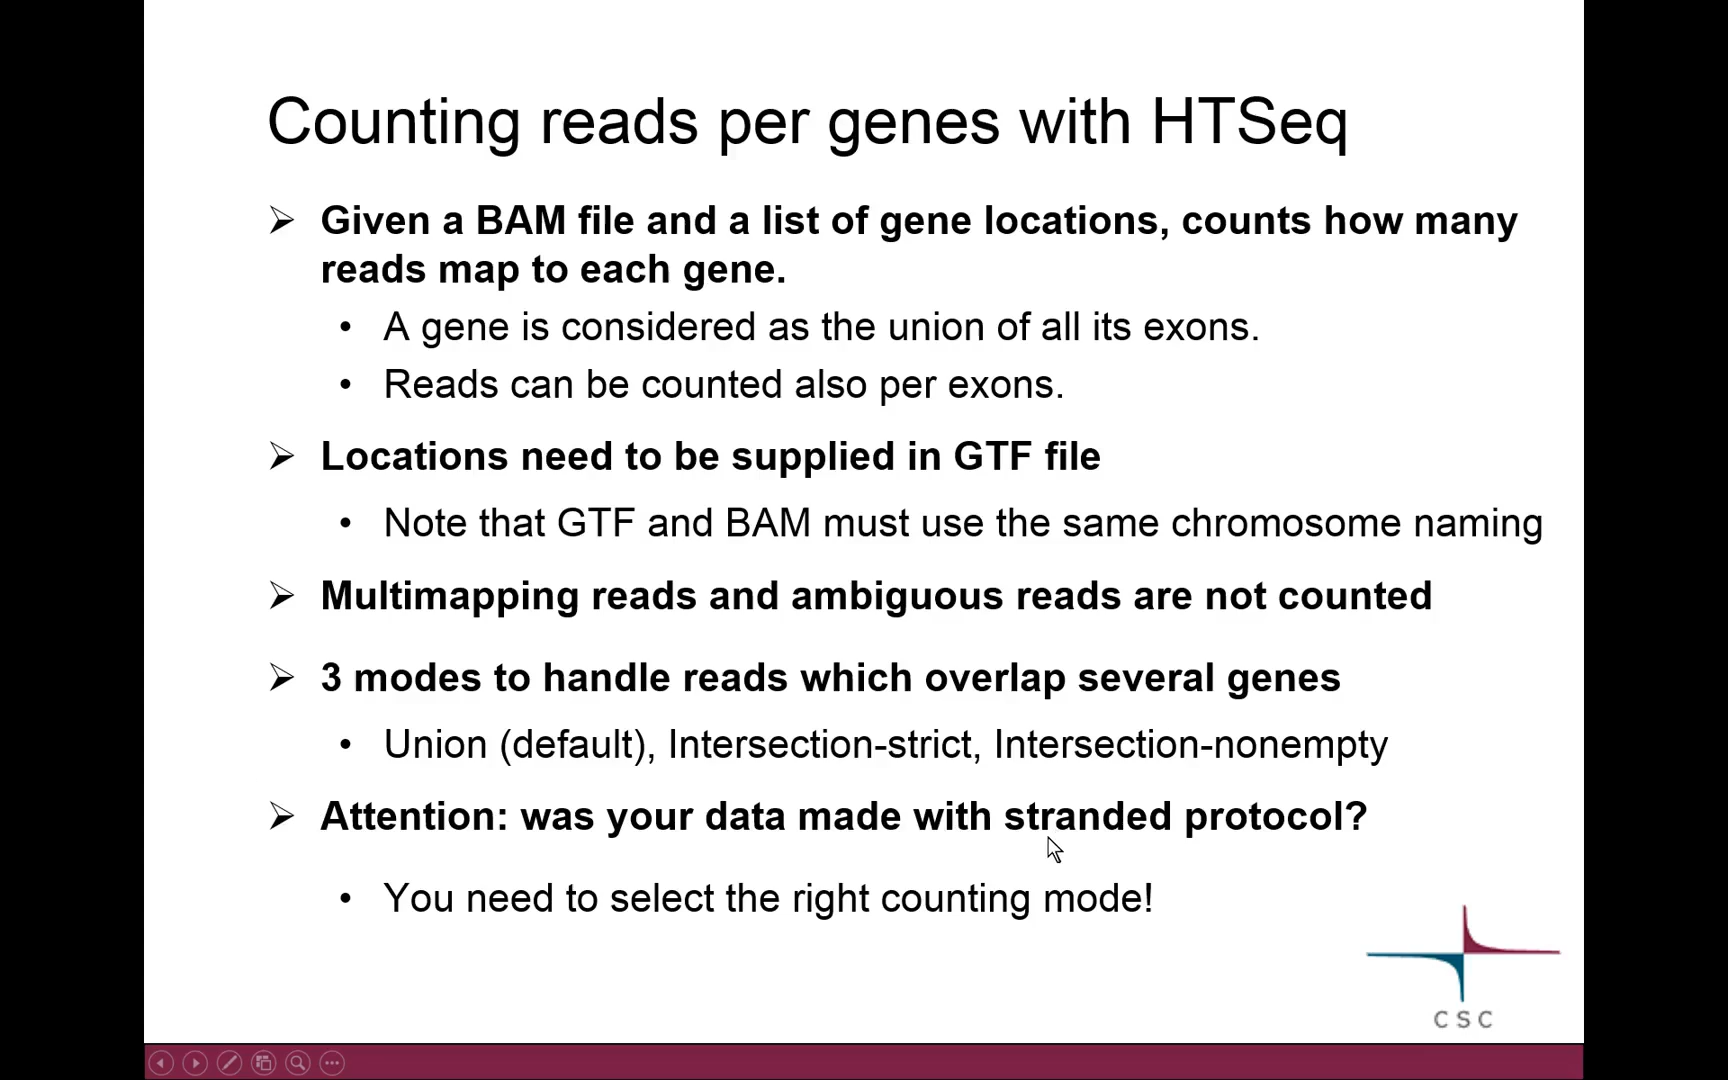 Counting reads per genes with HTSeq
➢ Given a BAM file and a list of gene locations, counts how many
reads map to each gene.
• A gene is considered as the union of all its exons.
• Reads can be counted also per exons.
➢ Locations need to be supplied in GTF file
• Note that GTF and BAM must use the same chromosome naming
➢ Multimapping reads and ambiguous reads are not counted
➢ 3 modes to handle reads which overlap several genes
• Union (default), Intersection-strict, Intersection-nonempty
➢ Attention: was your data made with stranded protocol?
• You need to select the right counting mode!
CSC